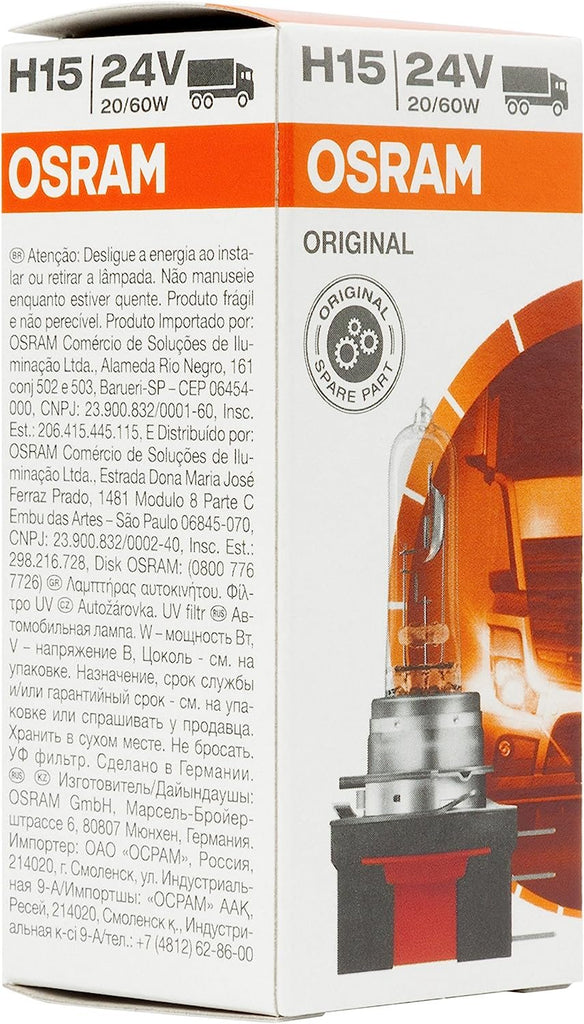 H15 24V
20/60W
OSRAM
BR Atenção: Desligue a energia ao insta-
lar ou retirar a lâmpada. Não manuseie
enquanto estiver quente. Produto frágil
e não perecível. Produto Importado por:
OSRAM Comércio de Soluções de Ilu-
minação Ltda., Alameda Rio Negro, 161
conj 502 e 503, Barueri-SP – CEP 06454-
000, CNPJ: 23.900.832/0001-60, Insc.
Est.: 206.415.445.115, E Distribuído por:
OSRAM Comércio de Soluções de Ilu-
minação Ltda., Estrada Dona Maria José
Ferraz Prado, 1481 Modulo 8 Parte C
Embu das Artes – São Paulo 06845-070,
CNPJ: 23.900.832/0002-40, Insc. Est.:
298.216.728, Disk OSRAM: (0800 776
7726) GR Λαμπτήρας αυτοκινήτου. Φίλ-
τρο UV CZ Autožárovka. UV filtr RUS Ав-
томобильная лампа. W – мощность Вт,
V – напряжение В, Цоколь - см. на
упаковке. Назначение, срок службы
и/или гарантийный срок - см. на упа-
ковке или спрашивать у продавца.
Хранить в сухом месте. Не бросать.
УФ фильтр. Сделано в Германии.
RUS KZ Изготовитель/Дайындаушы:
OSRAM GmbH, Марсель-Бройер-
штрассе 6, 80807 Мюнхен, Германия.
Импортер: ОАО «ОСРАМ», Россия,
214020, г. Смоленск, ул. Индустриаль-
ная 9-А/Импортшы: «ОСРАМ» ААҚ,
Ресей, 214020, Смоленск қ., Индустри-
альная к-сі 9-А/тел.: +7 (4812) 62-86-00
H15 24V
20/60W
OSRAM
ORIGINAL
ORIGINAL
SPARE PART